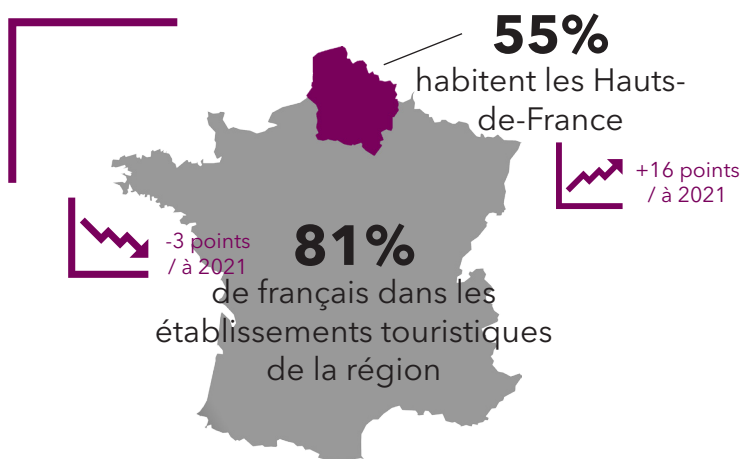 55%
habitent les Hauts-
de-France
+16 points
/ à 2021
-3 points
/ à 2021
81%
de français dans les
établissements touristiques
de la région